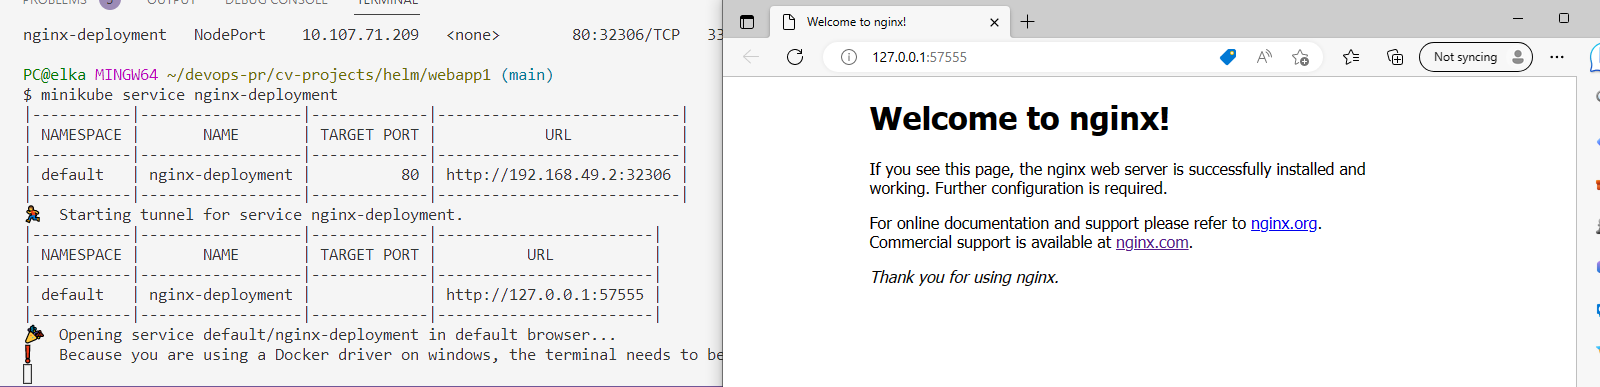 PROBLEMS 5 OUTPUT DEBUG CONSOLE TERMINAL
nginx-deployment NodePort 10.107.71.209 <none> 80:32306/TCP 33
PC@elka MINGW64 ~/devops-pr/cv-projects/helm/webapp1 (main)
$ minikube service nginx-deployment
|-----------|------------------|-------------|---------------------------|
| NAMESPACE | NAME | TARGET PORT | URL |
|-----------|------------------|-------------|---------------------------|
| default | nginx-deployment | 80 | http://192.168.49.2:32306 |
|-----------|------------------|-------------|---------------------------|
🏃 Starting tunnel for service nginx-deployment.
|-----------|------------------|-------------|------------------------|
| NAMESPACE | NAME | TARGET PORT | URL |
|-----------|------------------|-------------|------------------------|
| default | nginx-deployment | | http://127.0.0.1:57555 |
|-----------|------------------|-------------|------------------------|
🎉 Opening service default/nginx-deployment in default browser...
❗ Because you are using a Docker driver on windows, the terminal needs to be
Welcome to nginx!
127.0.0.1:57555
Not syncing
Welcome to nginx!
If you see this page, the nginx web server is successfully installed and
working. Further configuration is required.
For online documentation and support please refer to nginx.org.
Commercial support is available at nginx.com.
Thank you for using nginx.